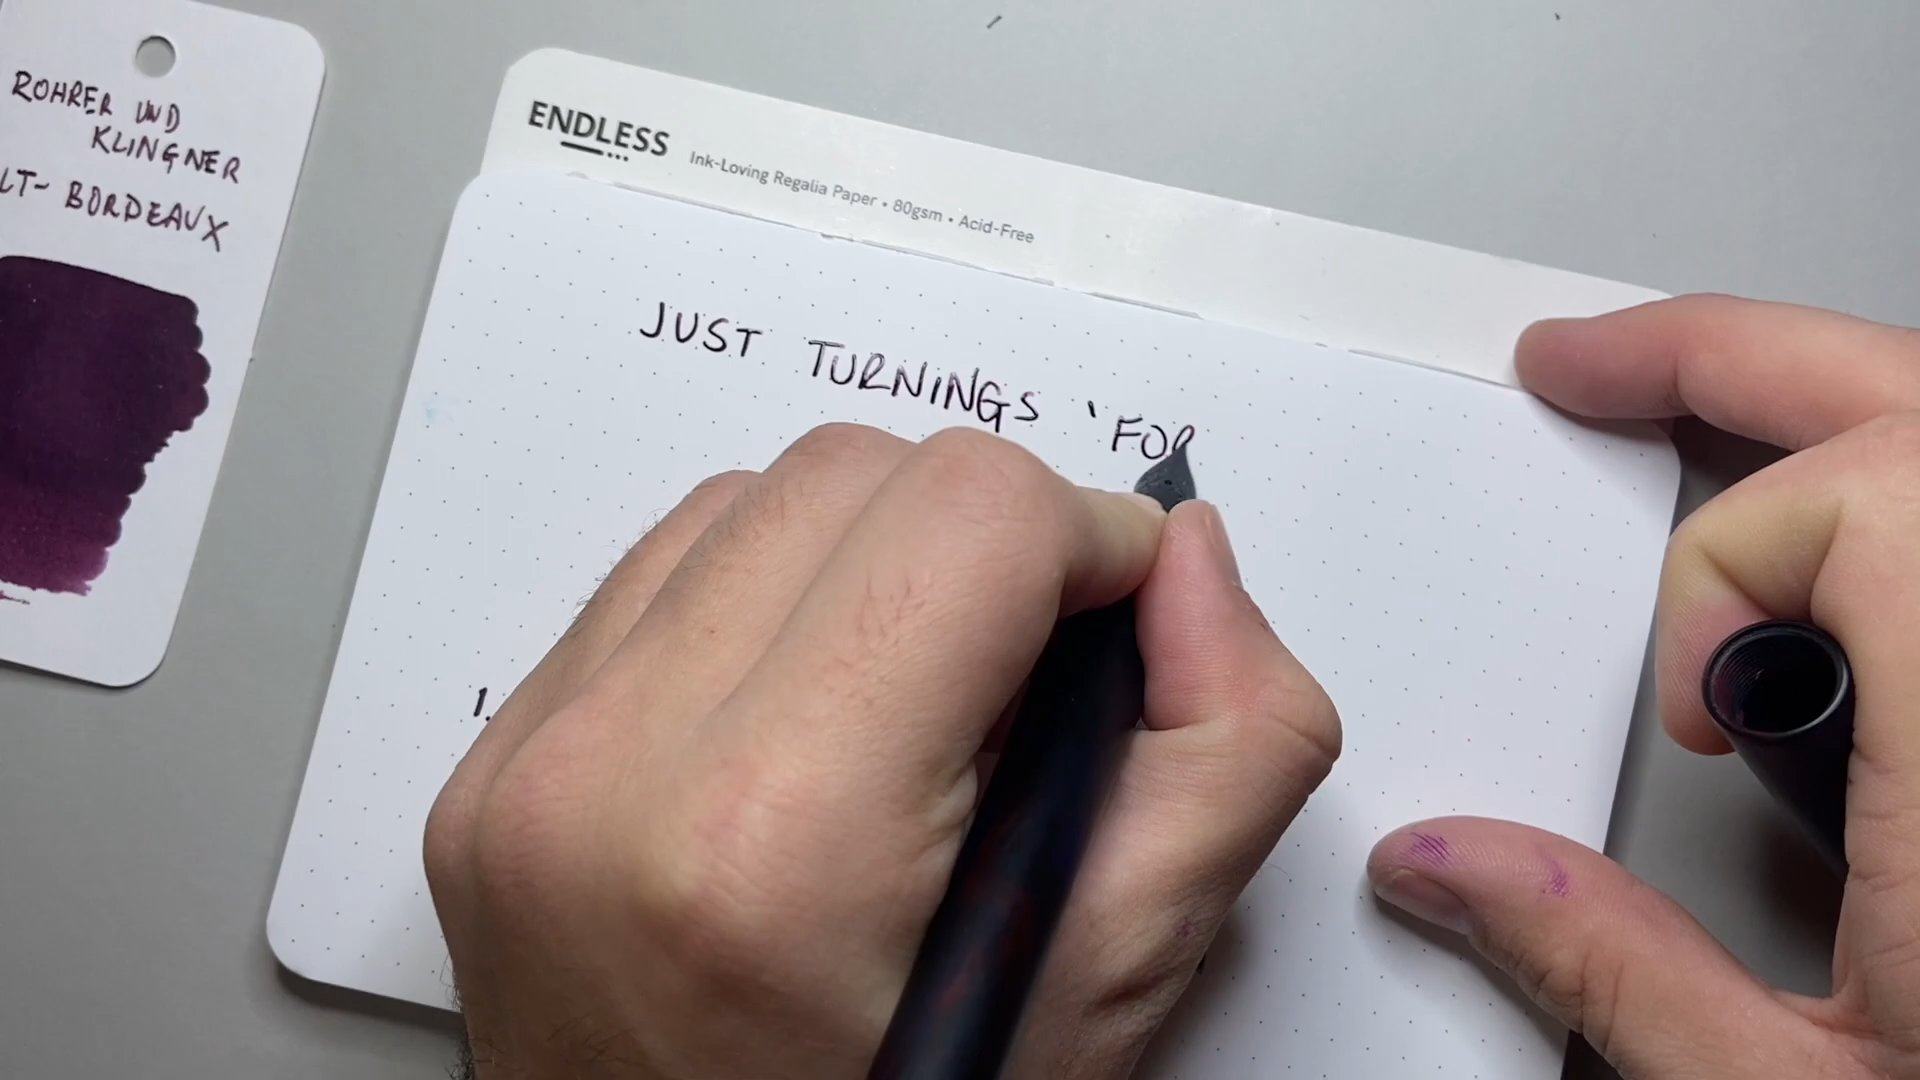 ROHRER UND
KLINGNER
LT- BORDEAUX
ENDLESS
Ink-Loving Regalia Paper • 80gsm • Acid-Free
JUST TURNINGS 'FOR
1.